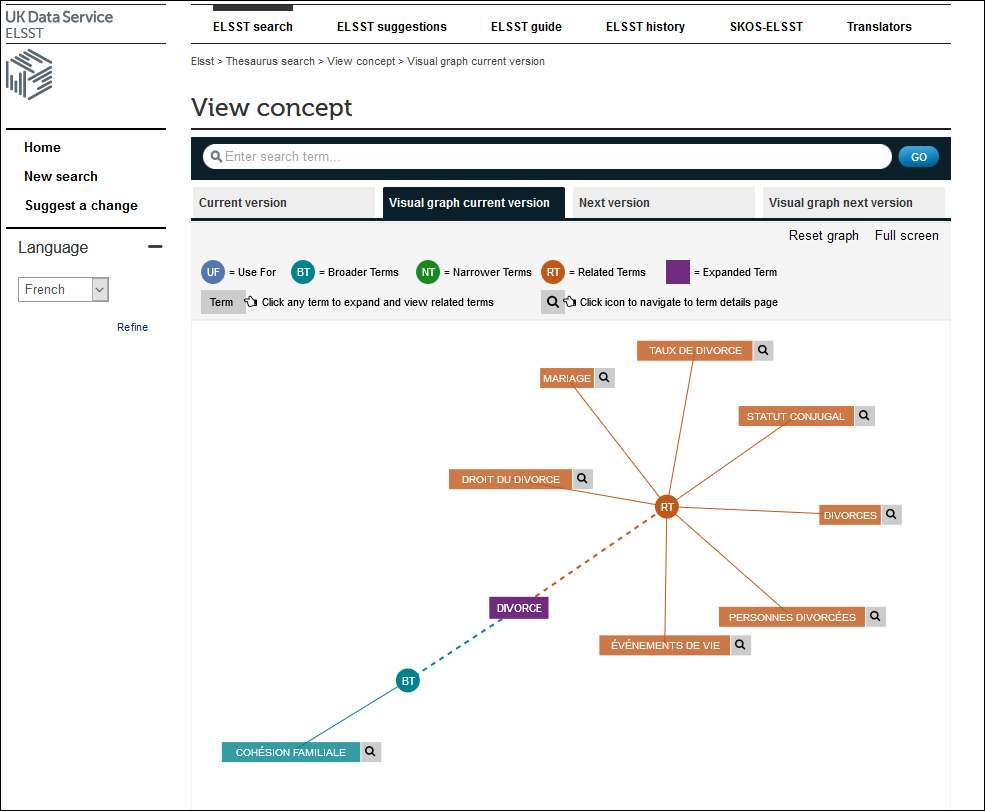 UK Data Service
ELSST
ELSST search ELSST suggestions ELSST guide ELSST history SKOS-ELSST Translators
Elsst > Thesaurus search > View concept > Visual graph current version
View concept
Home
New search
Suggest a change
Language
French
Refine
Enter search term...
GO
Current version Visual graph current version Next version Visual graph next version
Reset graph Full screen
UF = Use For BT = Broader Terms NT = Narrower Terms RT = Related Terms = Expanded Term
Term Click any term to expand and view related terms Click icon to navigate to term details page
TAUX DE DIVORCE
MARIAGE
STATUT CONJUGAL
DROIT DU DIVORCE
RT
DIVORCES
DIVORCE
PERSONNES DIVORCÉES
ÉVÉNEMENTS DE VIE
BT
COHÉSION FAMILIALE